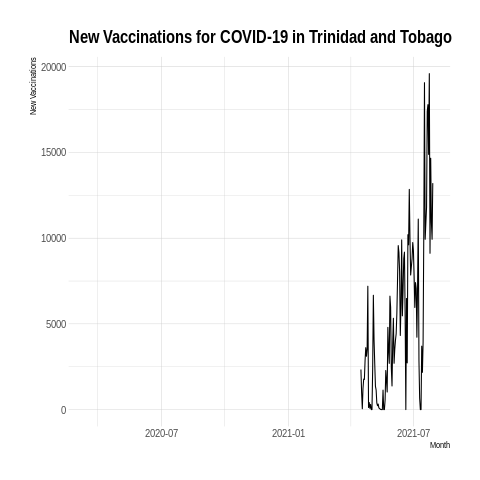 New Vaccinations for COVID-19 in Trinidad and Tobago
New Vaccinations
20000
15000
10000
5000
0
2020-07
2021-01
2021-07
Month